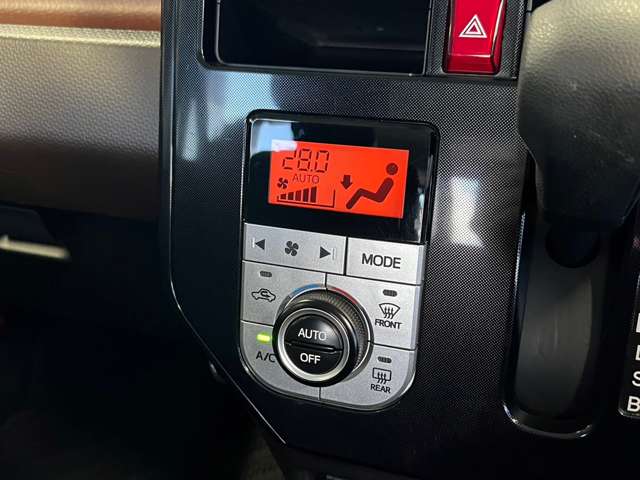 28.0
AUTO
MODE
FRONT
AUTO
OFF
A/C
REAR
S
B